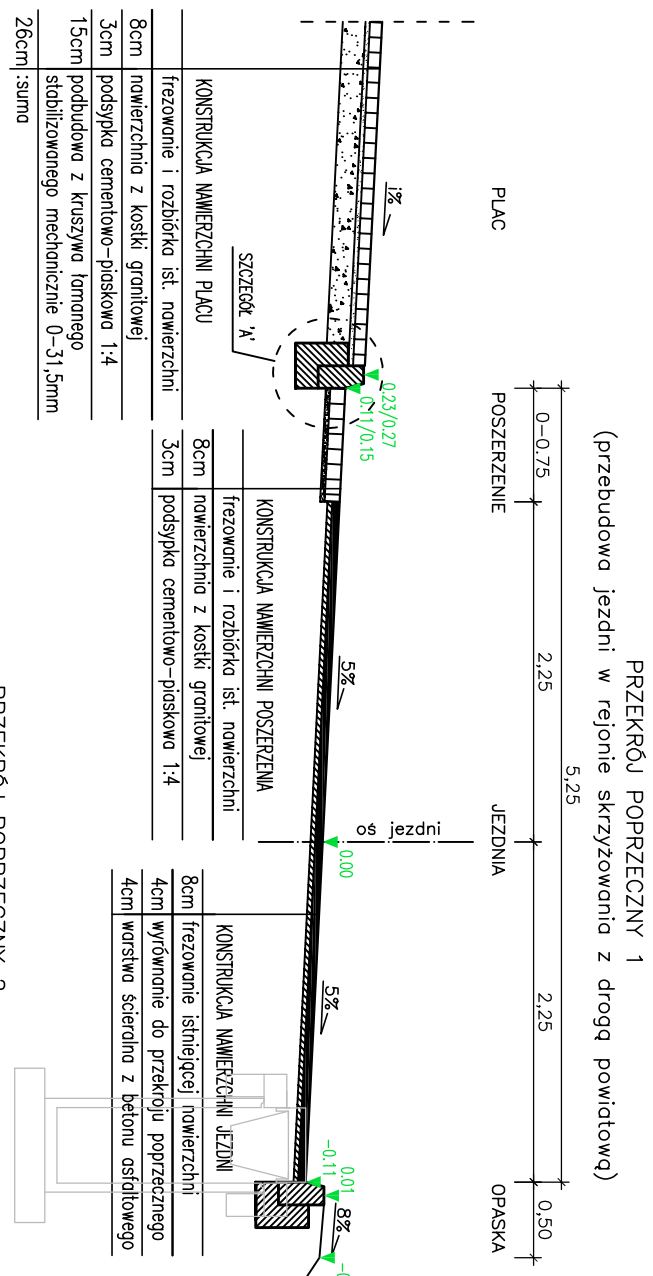 PRZEKRÓJ POPRZECZNY 1
(przebudowa jezdni w rejonie skrzyżowania z drogą powiatową)
5,25
0-0.75
2,25
2,25
0,50
PLAC
POSZERZENIE
JEZDNIA
OPASKA
i%
0.23/0.27
0.11/0.15
5%
oś jezdni
0.00
5%
0.01
-0.11
8%
SZCZEGÓŁ 'A'
KONSTRUKCJA NAWIERZCHNI PLACU
frezowanie i rozbiórka ist. nawierzchni
8cm nawierzchnia z kostki granitowej
3cm podsypka cementowo-piaskowa 1:4
15cm podbudowa z kruszywa łamanego
stabilizowanego mechanicznie 0-31,5mm
26cm :suma
KONSTRUKCJA NAWIERZCHNI POSZERZENIA
frezowanie i rozbiórka ist. nawierzchni
8cm nawierzchnia z kostki granitowej
3cm podsypka cementowo-piaskowa 1:4
KONSTRUKCJA NAWIERZCHNI JEZDNI
8cm frezowanie istniejącej nawierzchni
4cm wyrównanie do przekroju poprzecznego
4cm warstwa ścieralna z betonu asfaltowego
PRZEKRÓJ POPRZECZNY 2